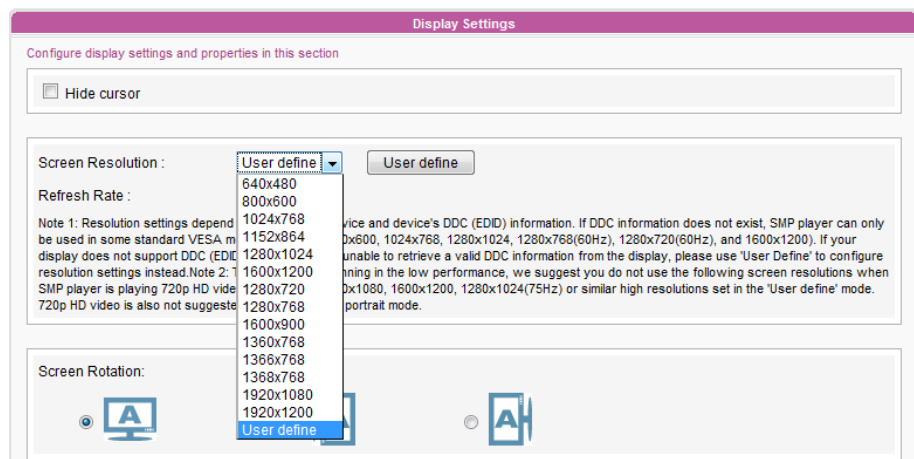 Display Settings
Configure display settings and properties in this section
Hide cursor
Screen Resolution :
User define
User define
640x480
800x600
1024x768
1152x864
1280x1024
1600x1200
1280x720
1280x768
1600x900
1360x768
1366x768
1368x768
1920x1080
1920x1200
User define
Refresh Rate :
Note 1: Resolution settings depend vice and device's DDC (EDID) information. If DDC information does not exist, SMP player can only
be used in some standard VESA m 0x600, 1024x768, 1280x1024, 1280x768(60Hz), 1280x720(60Hz), and 1600x1200). If your
display does not support DDC (EDI unable to retrieve a valid DDC information from the display, please use 'User Define' to configure
resolution settings instead.Note 2: T nning in the low performance, we suggest you do not use the following screen resolutions when
SMP player is playing 720p HD vide 0x1080, 1600x1200, 1280x1024(75Hz) or similar high resolutions set in the 'User define' mode.
720p HD video is also not suggeste portrait mode.
Screen Rotation:
A
A
A